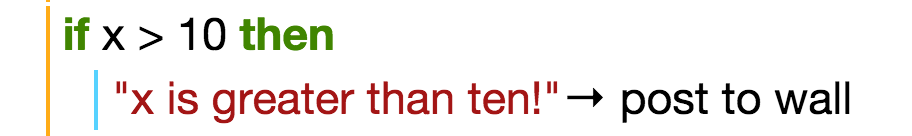 if x > 10 then
"x is greater than ten!"→ post to wall